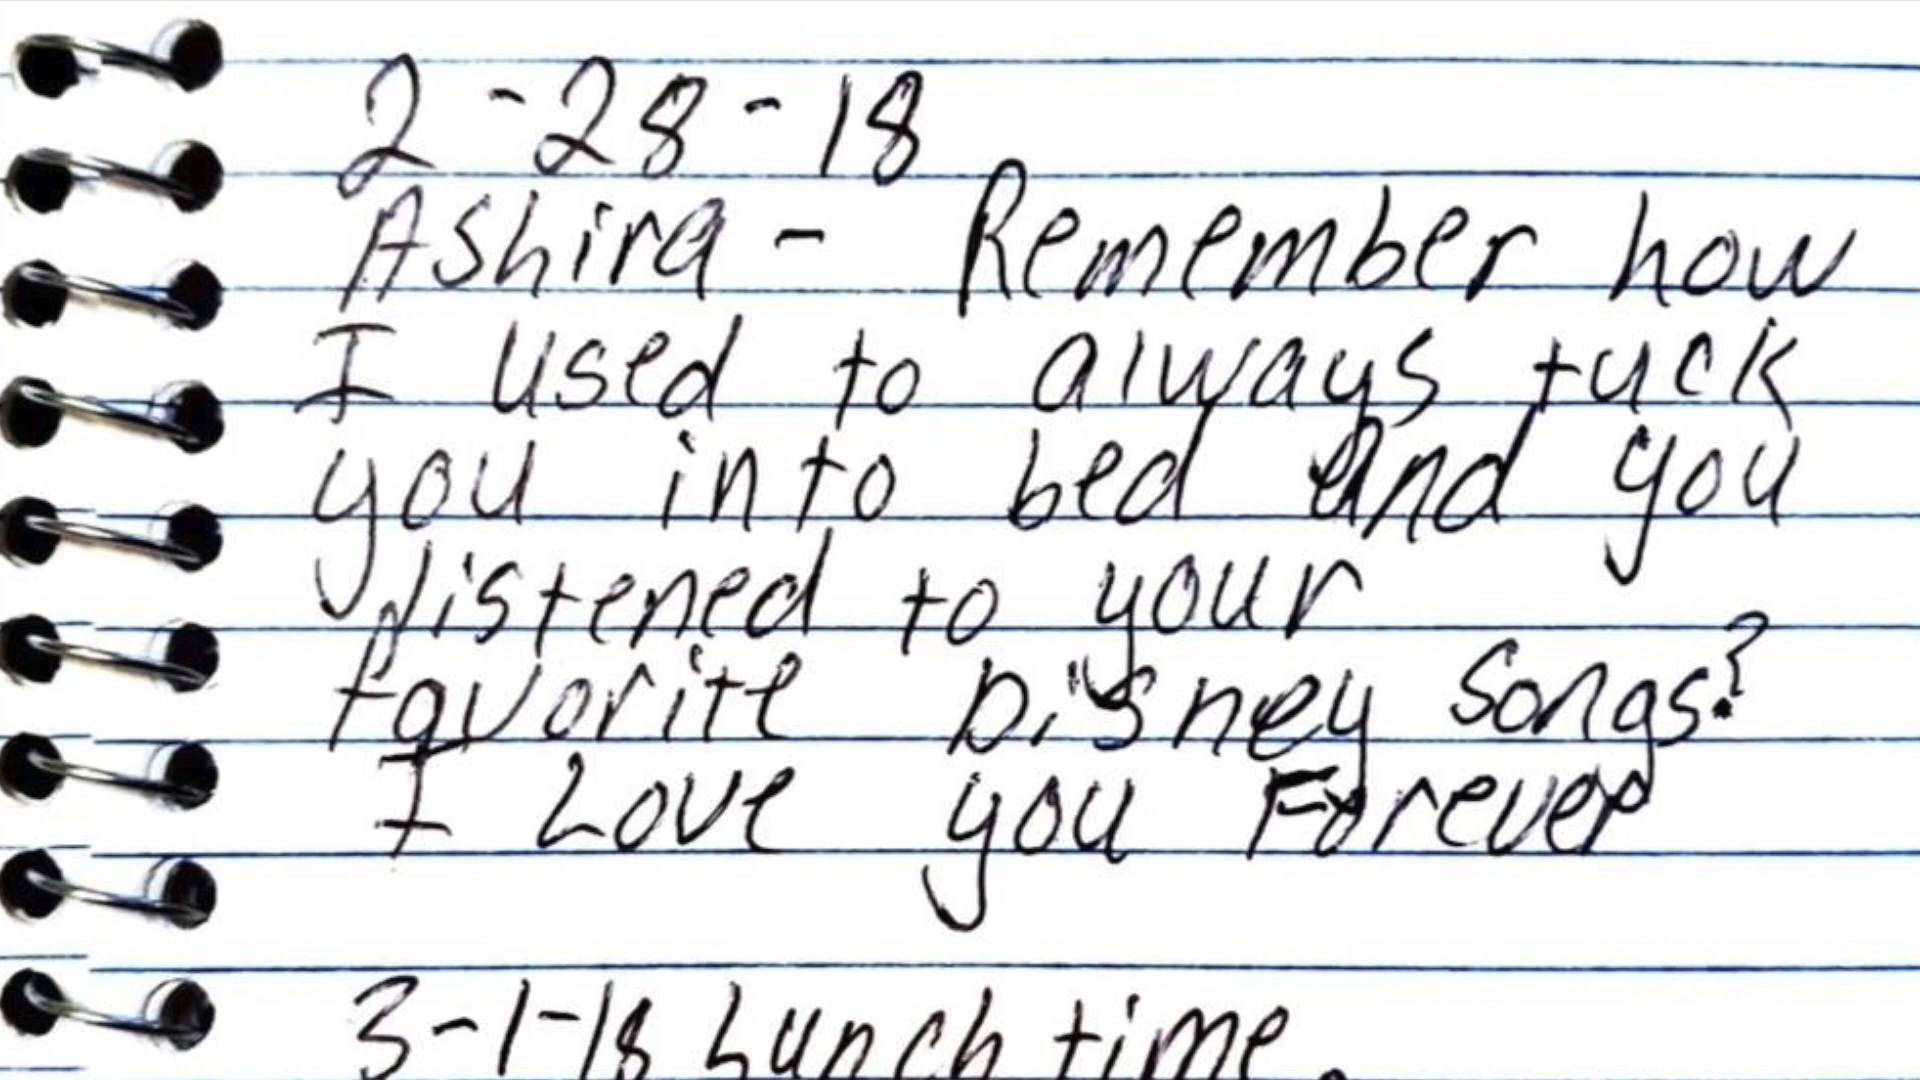 2-28-18
Ashira - Remember how
I used to always tuck
you into bed and you
listened to your
favorite Disney songs?
I Love you Forever
3-1-18 Lunch time.